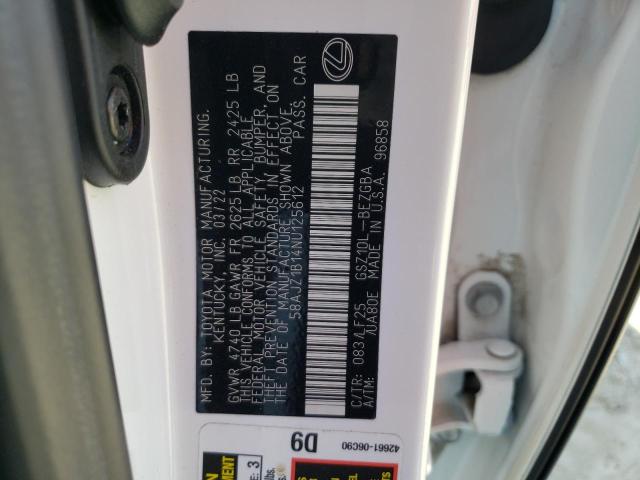 MFD. BY: TOYOTA MOTOR MANUFACTURING,
KENTUCKY, INC. 03/22
GVWR 4740 LB GAWR FR 2625 LB RR 2425 LB
THIS VEHICLE CONFORMS TO ALL APPLICABLE
FEDERAL MOTOR VEHICLE SAFETY, BUMPER, AND
THEFT PREVENTION STANDARDS IN EFFECT ON
THE DATE OF MANUFACTURE SHOWN ABOVE.
58AJZ1B14NU125612 PASS. CAR
C/TR: 083/LF25 GSZ10L-BEZGBA
A/TM: /UA80E MADE IN U.S.A. 96858
D9
42661-06C90
3